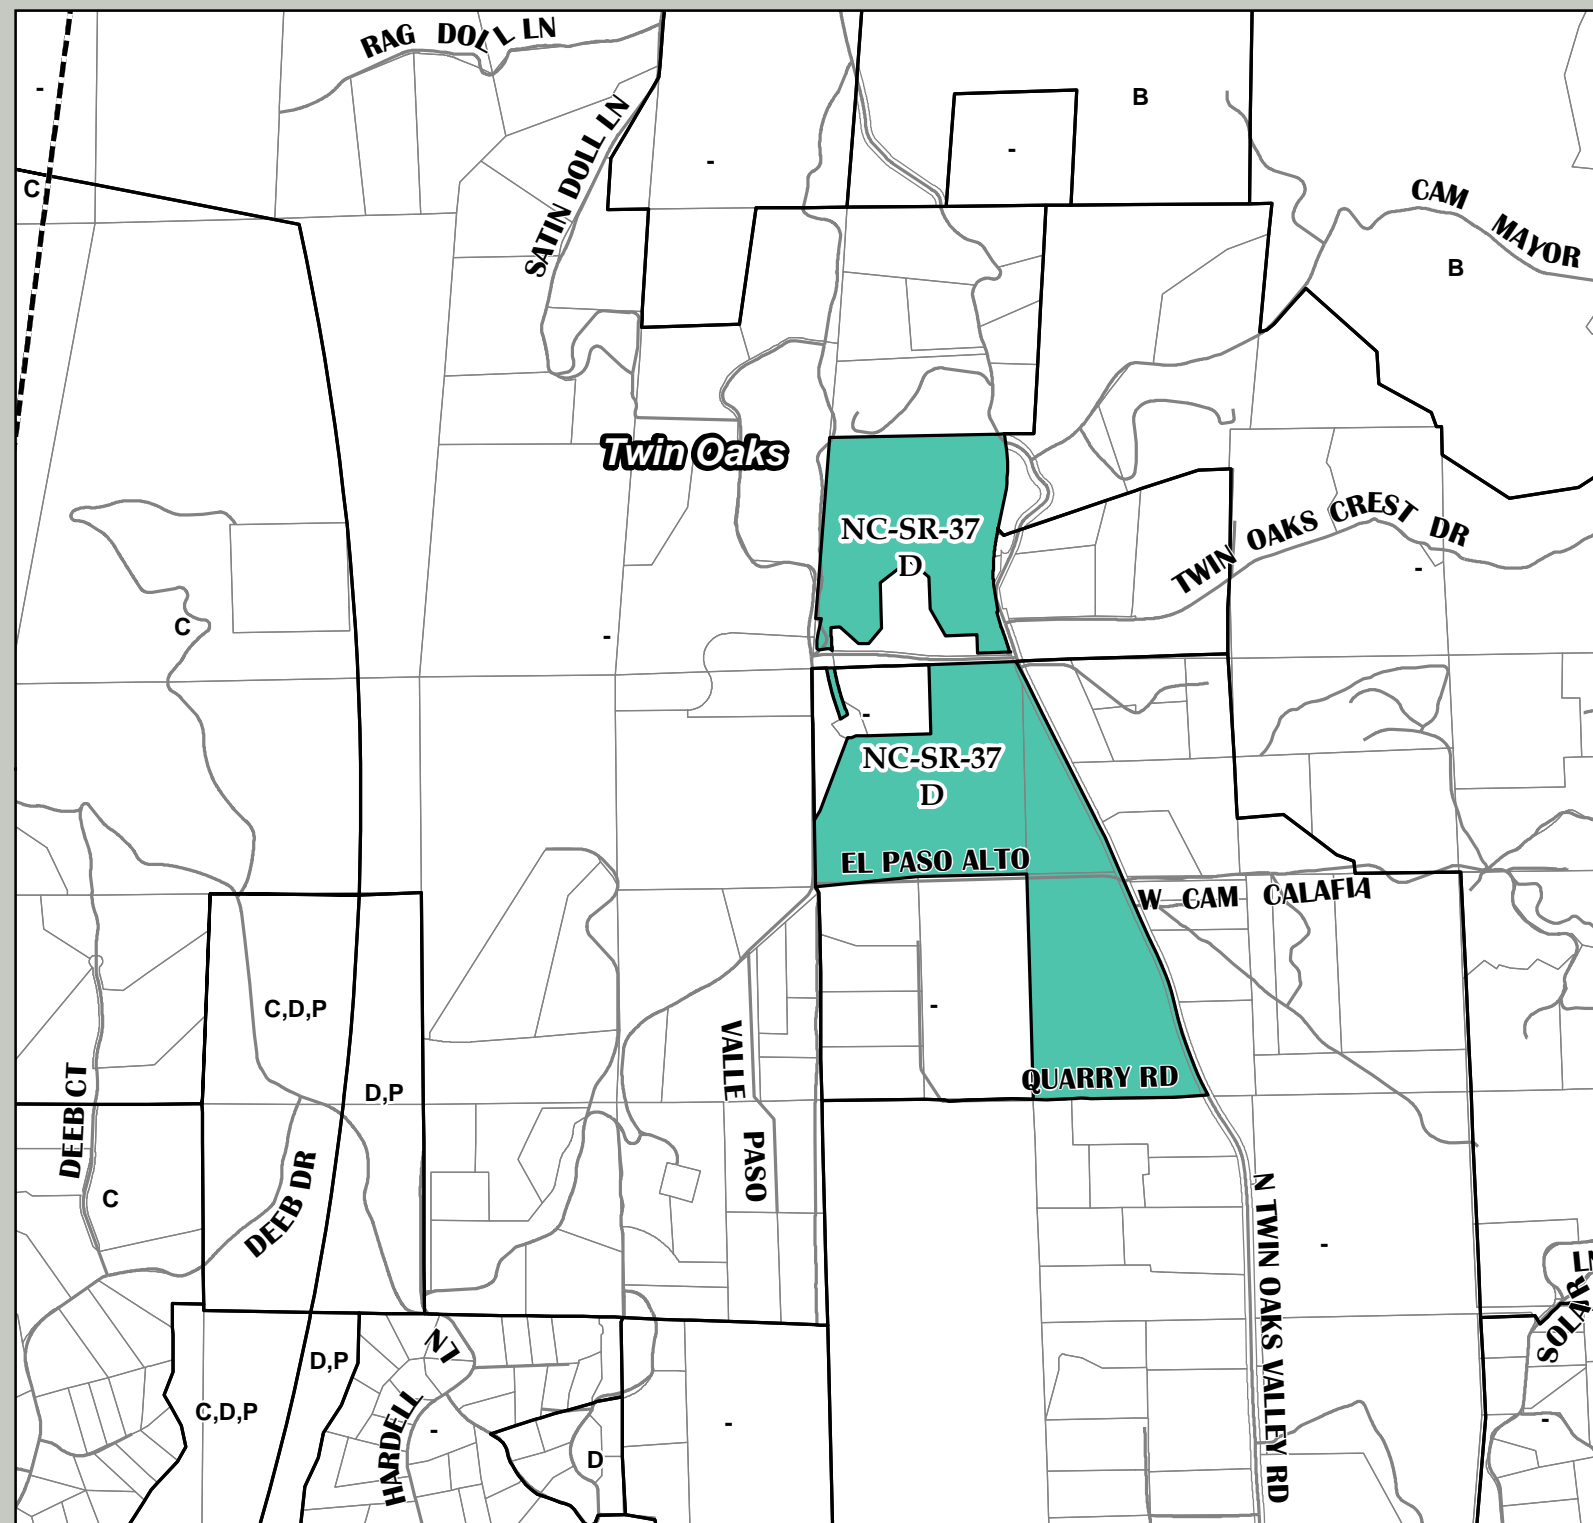 RAG DOLL LN
-
B
-
-
C
SATIN DOLL LN
CAM MAYOR
B
Twin Oaks
NC-SR-37
D
TWIN OAKS CREST DR
-
C
-
-
NC-SR-37
D
EL PASO ALTO
W CAM CALAFIA
C,D,P
-
VALLE PASO
D,P
QUARRY RD
DEEB CT
C
DEEB DR
N TWIN OAKS VALLEY RD
-
SOLAR LN
D,P
C,D,P
HARDELL LN
-
-
D
-